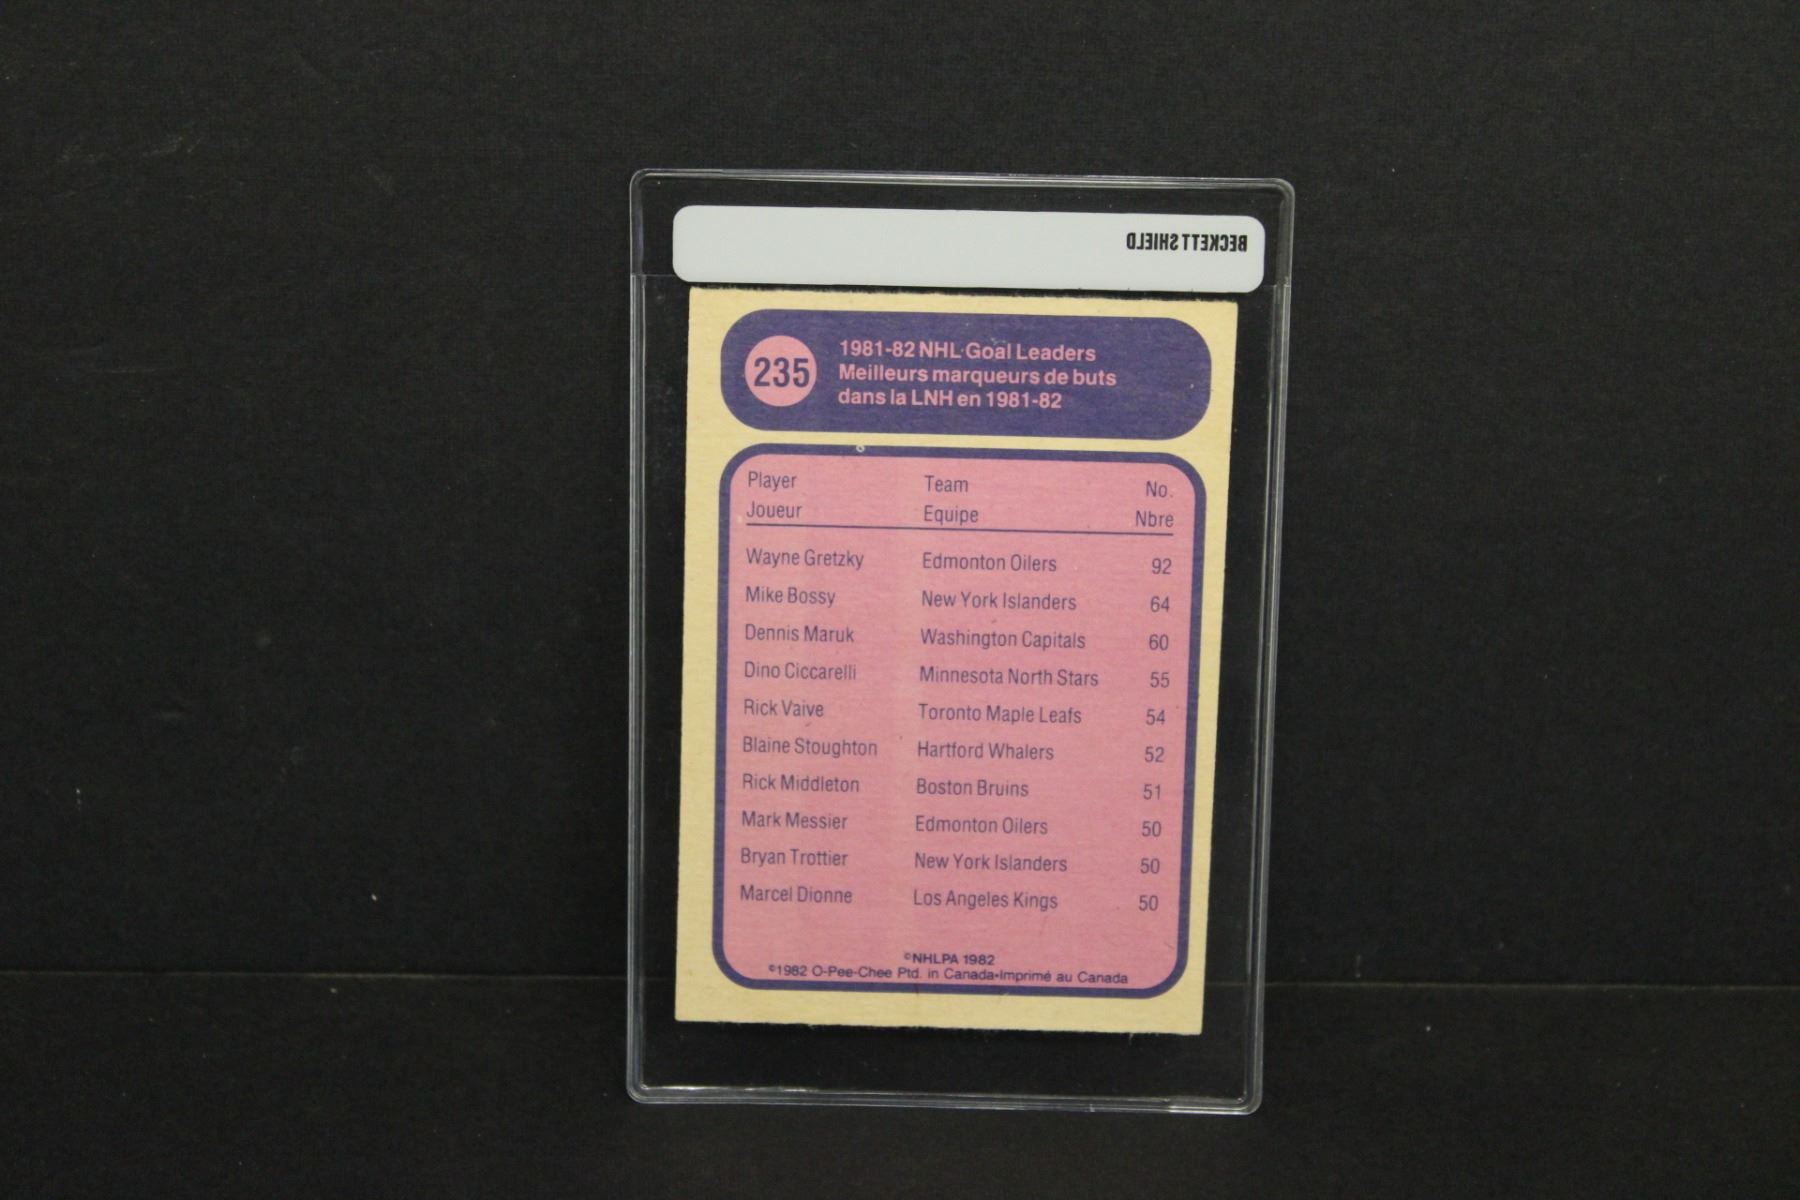 BECKETT SHIELD
235
1981-82 NHL Goal Leaders
Meilleurs marqueurs de buts
dans la LNH en 1981-82
Player Team No.
Joueur Equipe Nbre
Wayne Gretzky Edmonton Oilers 92
Mike Bossy New York Islanders 64
Dennis Maruk Washington Capitals 60
Dino Ciccarelli Minnesota North Stars 55
Rick Vaive Toronto Maple Leafs 54
Blaine Stoughton Hartford Whalers 52
Rick Middleton Boston Bruins 51
Mark Messier Edmonton Oilers 50
Bryan Trottier New York Islanders 50
Marcel Dionne Los Angeles Kings 50
©NHLPA 1982
©1982 O-Pee-Chee Ptd. in Canada•Imprimé au Canada